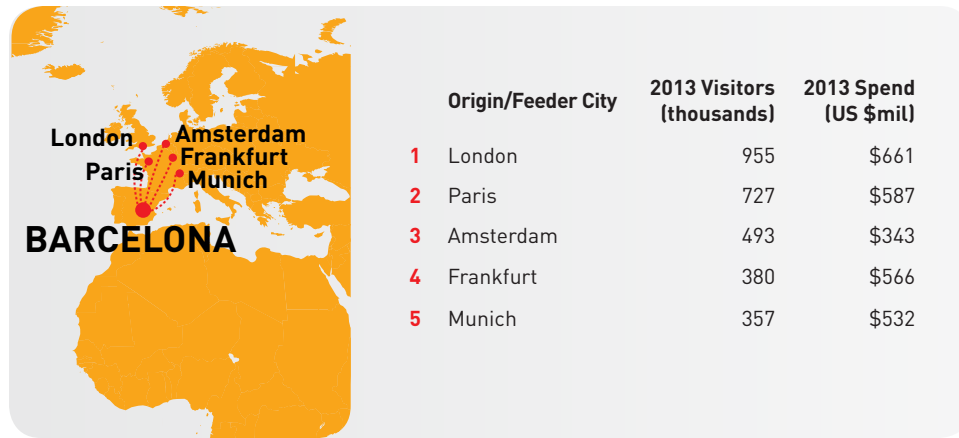 London
Amsterdam
Frankfurt
Paris
Munich
BARCELONA
Origin/Feeder City 2013 Visitors (thousands) 2013 Spend (US $mil)
1 London 955 $661
2 Paris 727 $587
3 Amsterdam 493 $343
4 Frankfurt 380 $566
5 Munich 357 $532